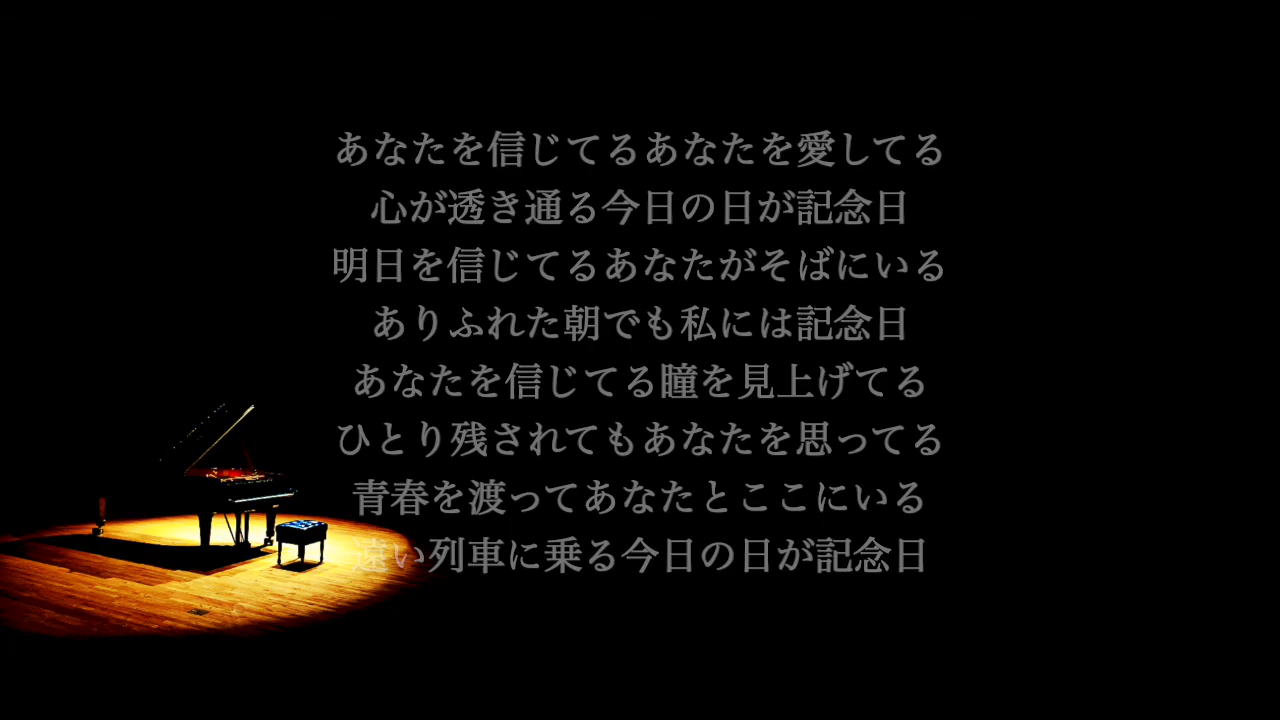 あなたを信じてるあなたを愛してる
心が透き通る今日の日が記念日
明日を信じてるあなたがそばにいる
ありふれた朝でも私には記念日
あなたを信じてる瞳を見上げてる
ひとり残されてもあなたを思ってる
青春を渡ってあなたとここにいる
遠い列車に乗る今日の日が記念日